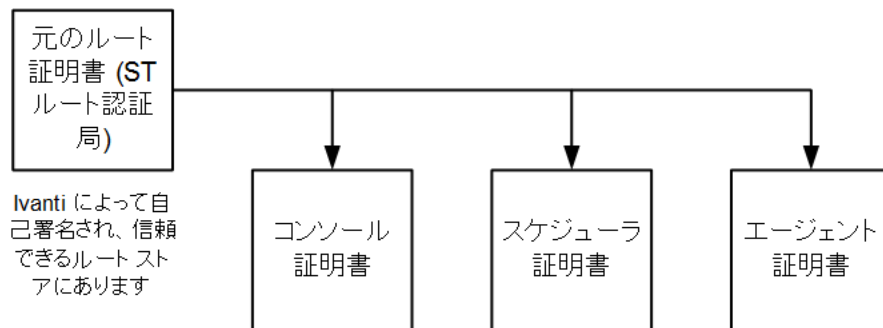 元のルート
証明書 (ST
ルート認証
局)
Ivanti によって自
己署名され、信頼
できるルート スト
アにあります
コンソール
証明書
スケジューラ
証明書
エージェント
証明書